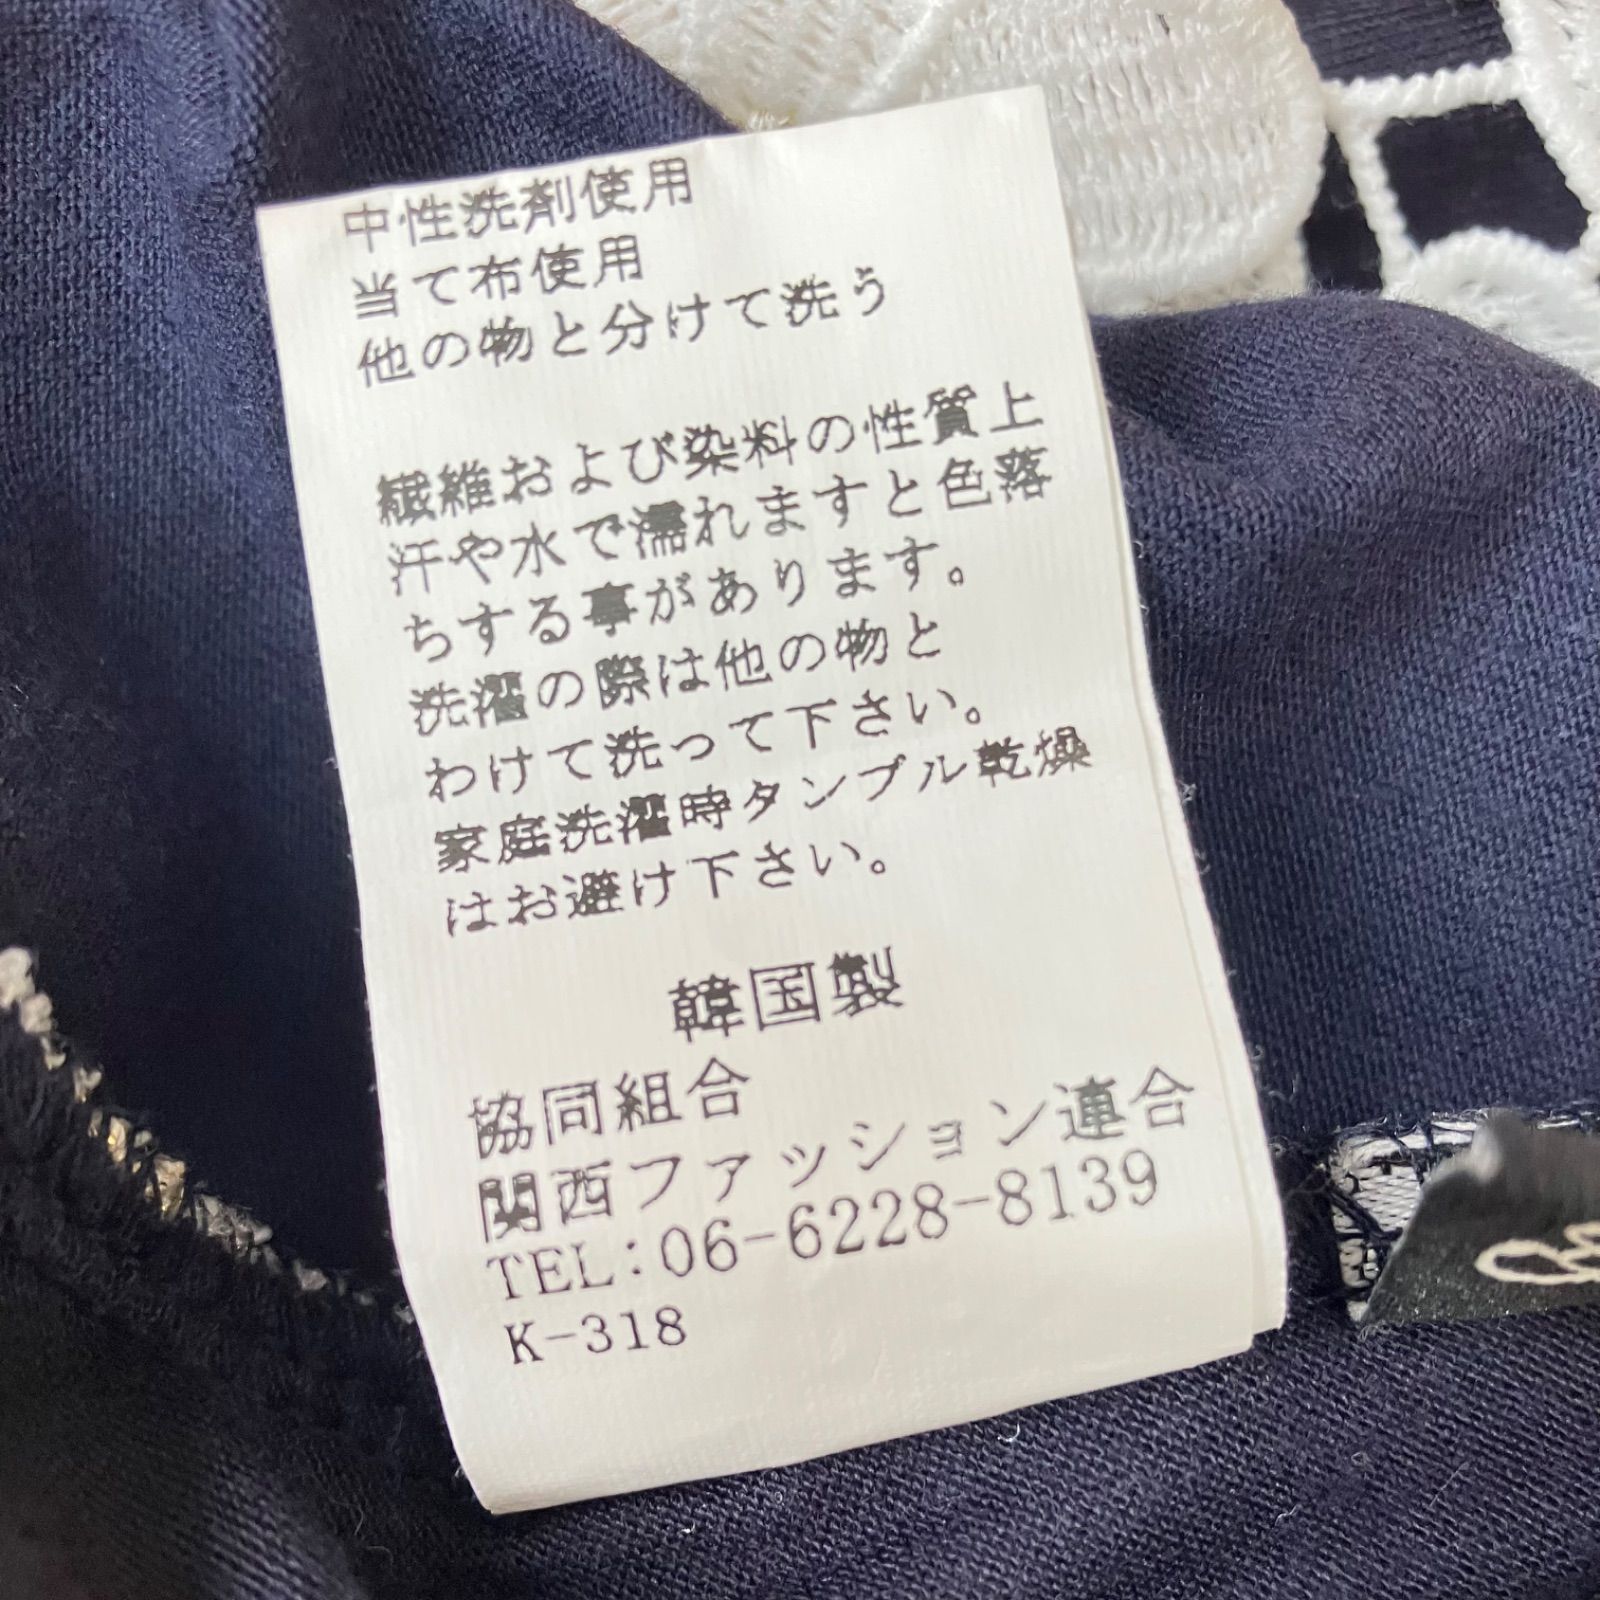 中性洗剤使用
当て布使用
他の物と分けて洗う
繊維および染料の性質上
汗や水で濡れますと色落
ちする事があります。
洗濯の際は他の物と
わけて洗って下さい。
家庭洗濯時タンブル乾燥
はお避け下さい。
韓国製
協同組合
関西ファッション連合
TEL:06-6228-8139
K-318